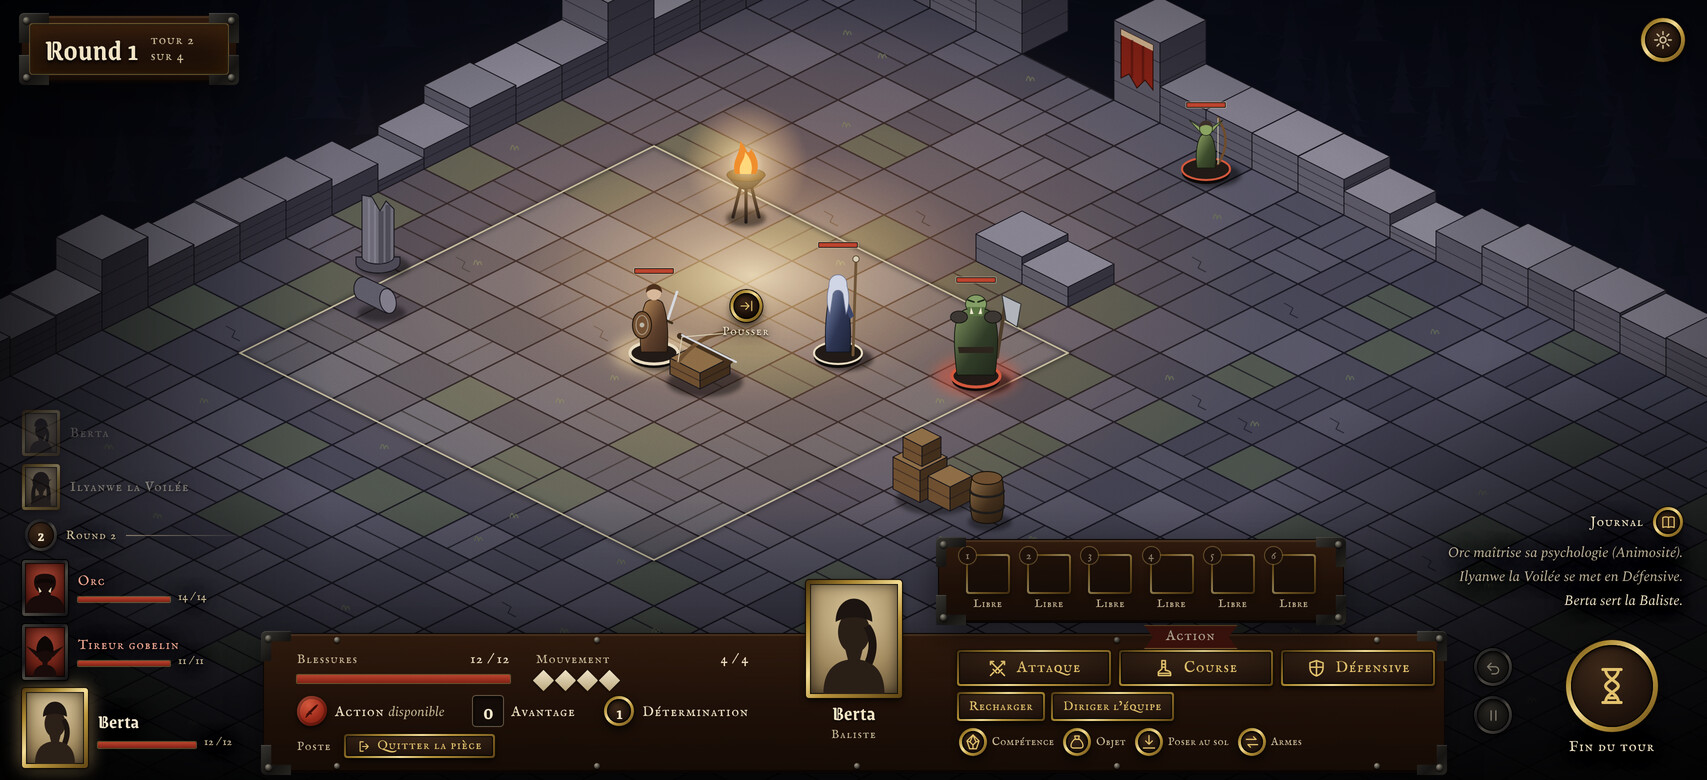 Round 1
TOUR 2
SUR 4
Pousser
Berta
Ilyanwe la Voilée
2 Round 2
Orc
14/14
Tireur gobelin
11/11
Berta
12/12
Blessures 12/12
Mouvement 4/4
Action disponible
0 Avantage
1 Détermination
Poste
Quitter la pièce
Berta
Baliste
1 2 3 4 5 6
Libre Libre Libre Libre Libre Libre
Action
Attaque
Course
Défensive
Recharger
Diriger l'équipe
Compétence
Objet
Poser au sol
Armes
Journal
Orc maîtrise sa psychologie (Animosité).
Ilyanwe la Voilée se met en Défensive.
Berta sert la Baliste.
Fin du tour